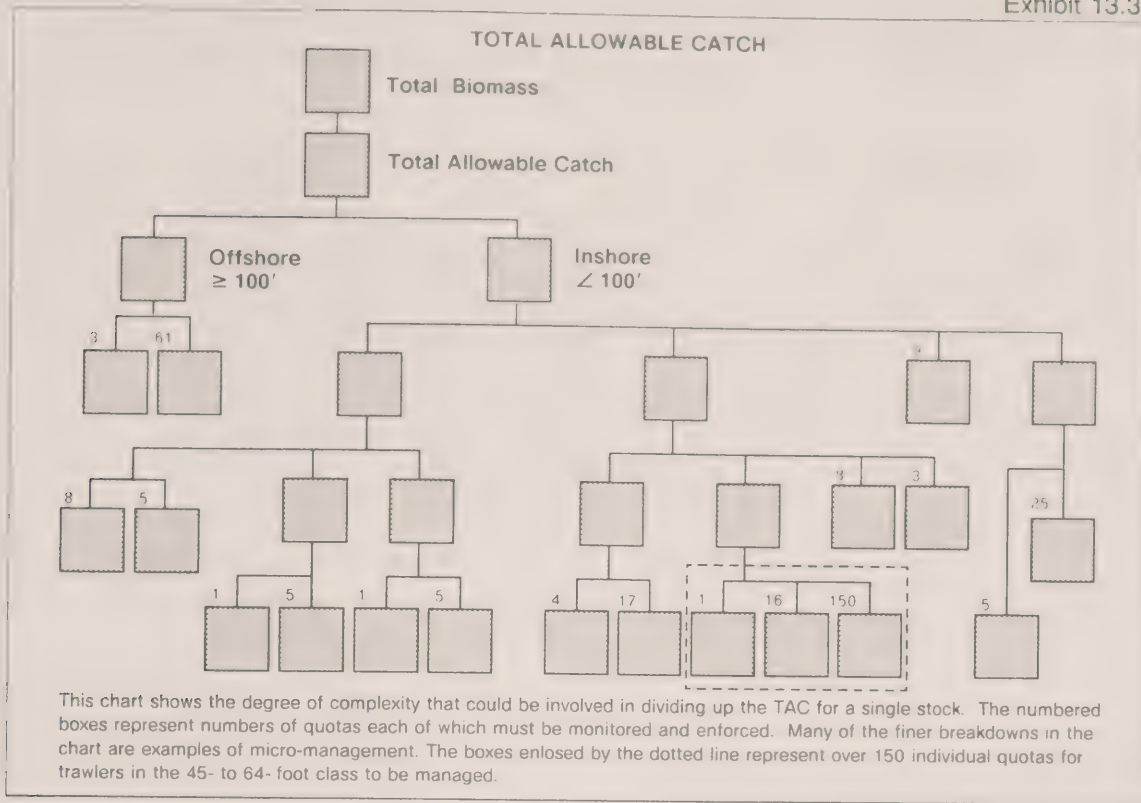 Exhibit 13.3
TOTAL ALLOWABLE CATCH
Total Biomass
Total Allowable Catch
Offshore
≥ 100'
Inshore
∠ 100'
3 61
8 5
3 3
25
1 5 1 5
4 17 1 16 150
5
This chart shows the degree of complexity that could be involved in dividing up the TAC for a single stock. The numbered
boxes represent numbers of quotas each of which must be monitored and enforced. Many of the finer breakdowns in the
chart are examples of micro-management. The boxes enlosed by the dotted line represent over 150 individual quotas for
trawlers in the 45- to 64- foot class to be managed.